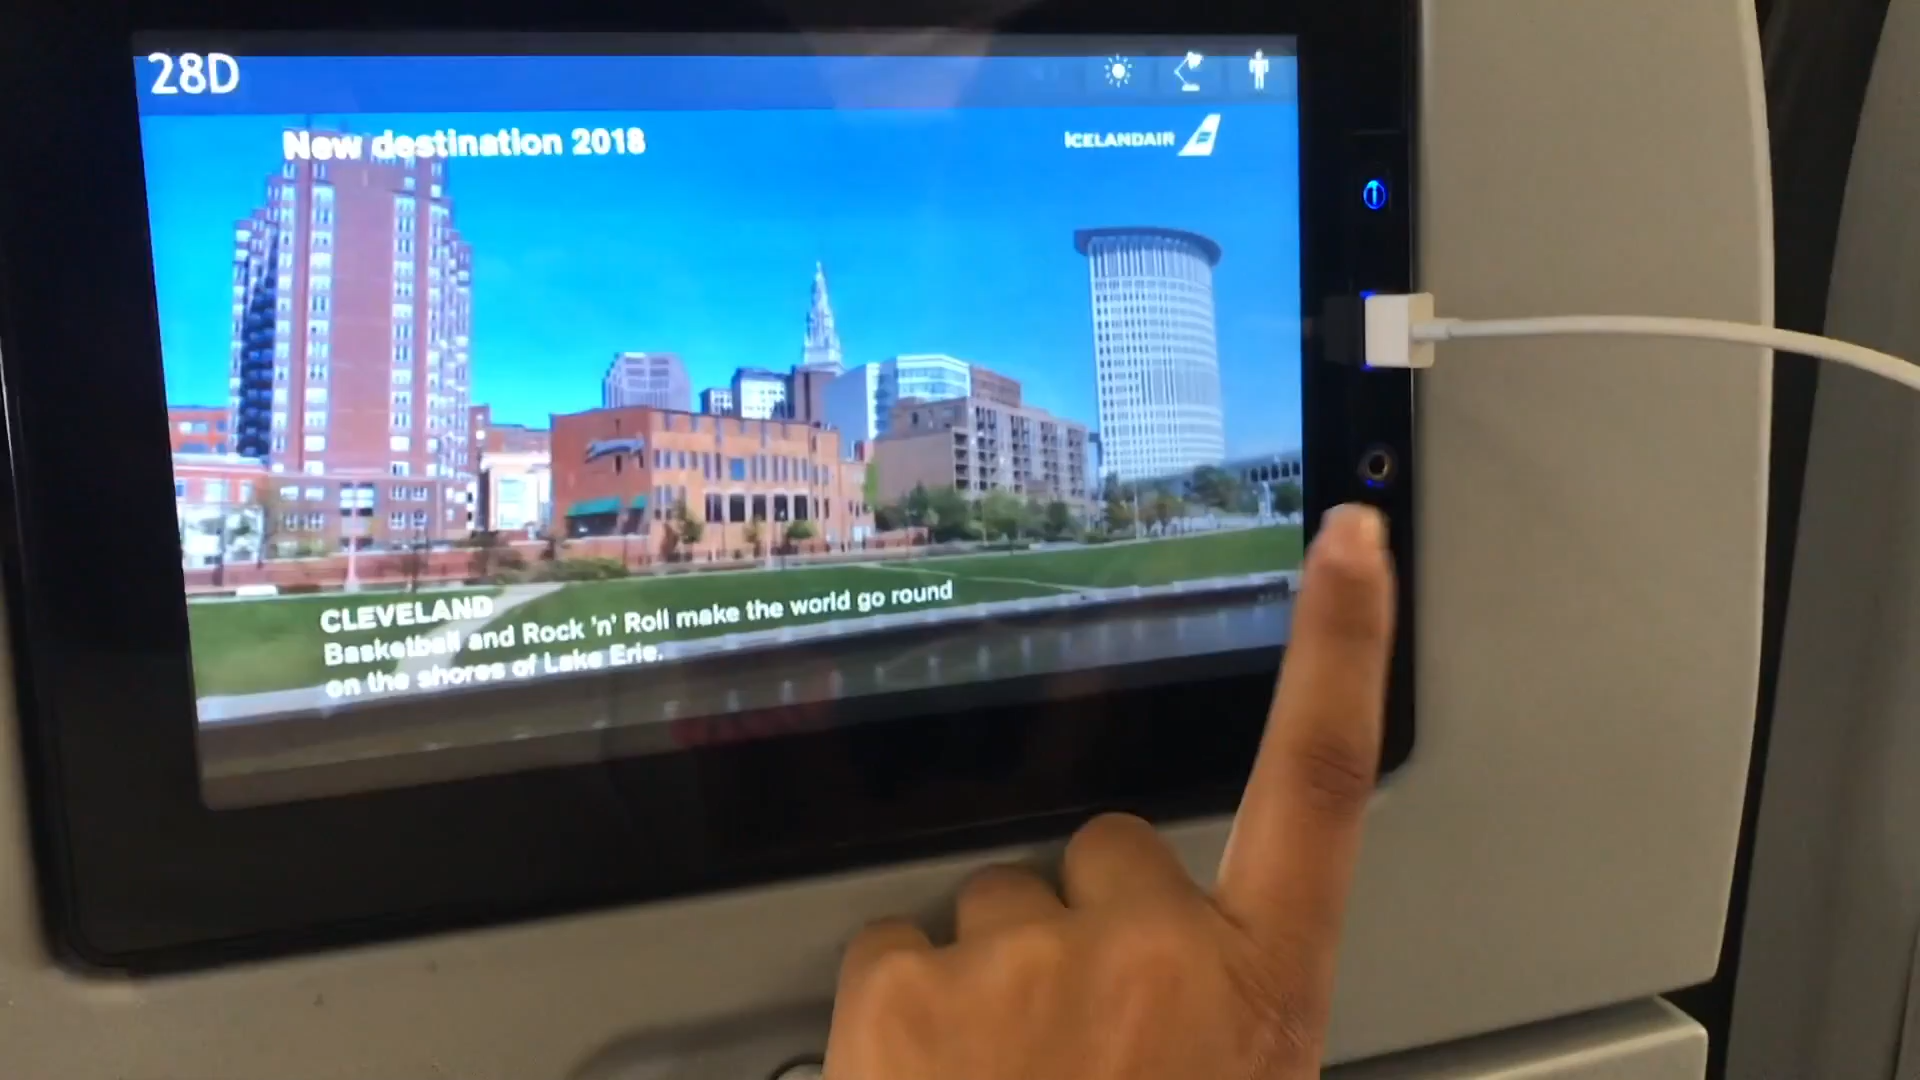 28D
New destination 2018
ICELANDAIR
CLEVELAND
Basketball and Rock 'n' Roll make the world go round
on the shores of Lake Erie.